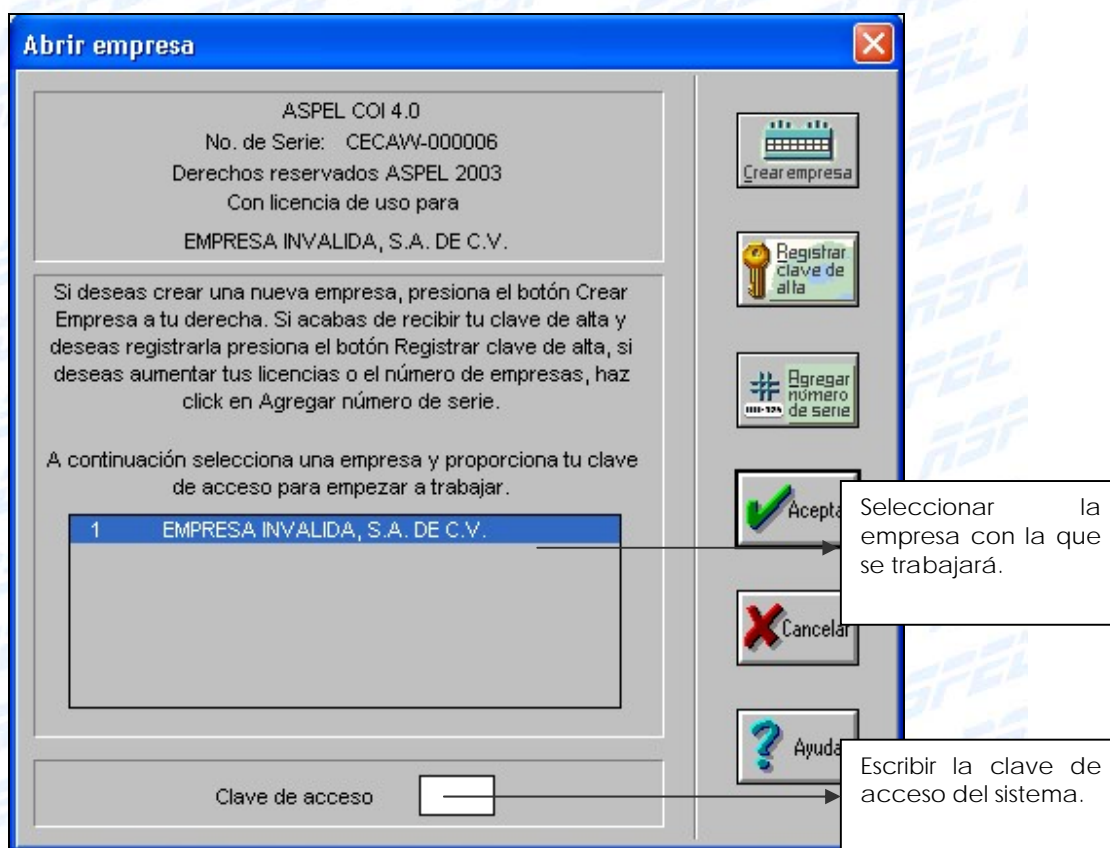 Abrir empresa
ASPEL COI 4.0
No. de Serie: CECAW-000006
Derechos reservados ASPEL 2003
Con licencia de uso para
EMPRESA INVALIDA, S.A. DE C.V.
Si deseas crear una nueva empresa, presiona el botón Crear
Empresa a tu derecha. Si acabas de recibir tu clave de alta y
deseas registrarla presiona el botón Registrar clave de alta, si
deseas aumentar tus licencias o el número de empresas, haz
click en Agregar número de serie.
A continuación selecciona una empresa y proporciona tu clave
de acceso para empezar a trabajar.
1 EMPRESA INVALIDA, S.A. DE C.V.
Clave de acceso
Crear empresa
Registrar
clave de
alta
Agregar
número
de serie
Acepta
Cancelar
Ayuda
Seleccionar la
empresa con la que
se trabajará.
Escribir la clave de
acceso del sistema.